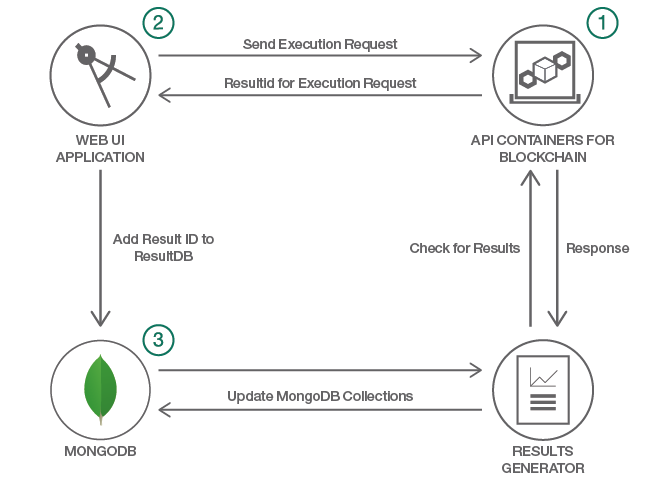 2
1
Send Execution Request
ResultId for Execution Request
WEB UI
APPLICATION
API CONTAINERS FOR
BLOCKCHAIN
Add Result ID to
ResultDB
Check for Results
Response
3
Update MongoDB Collections
MONGODB
RESULTS
GENERATOR